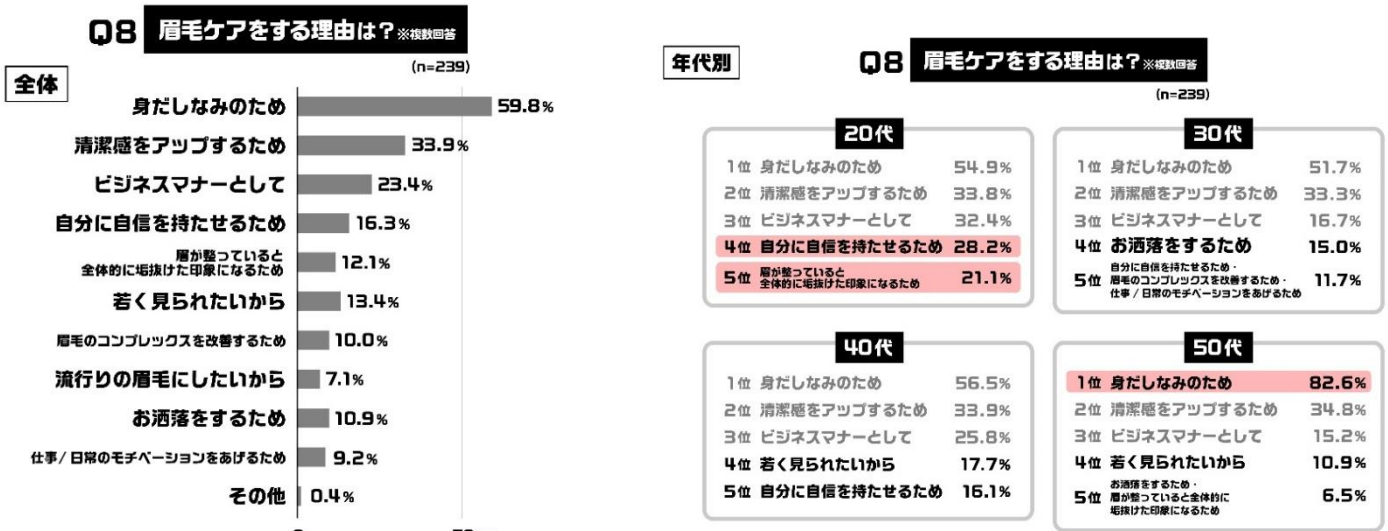 Q8 眉毛ケアをする理由は?※複数回答
(n=239)
全体
身だしなみのため 59.8%
清潔感をアップするため 33.9%
ビジネスマナーとして 23.4%
自分に自信を持たせるため 16.3%
眉が整っていると
全体的に垢抜けた印象になるため 12.1%
若く見られたいから 13.4%
眉毛のコンプレックスを改善するため 10.0%
流行りの眉毛にしたいから 7.1%
お洒落をするため 10.9%
仕事/日常のモチベーションをあげるため 9.2%
その他 0.4%
年代別
Q8 眉毛ケアをする理由は?※複数回答
(n=239)
20代
1位 身だしなみのため 54.9%
2位 清潔感をアップするため 33.8%
3位 ビジネスマナーとして 32.4%
4位 自分に自信を持たせるため 28.2%
5位 眉が整っていると
全体的に垢抜けた印象になるため 21.1%
30代
1位 身だしなみのため 51.7%
2位 清潔感をアップするため 33.3%
3位 ビジネスマナーとして 16.7%
4位 お洒落をするため 15.0%
自分に自信を持たせるため・
5位 眉毛のコンプレックスを改善するため・ 11.7%
仕事/日常のモチベーションをあげるため
40代
1位 身だしなみのため 56.5%
2位 清潔感をアップするため 33.9%
3位 ビジネスマナーとして 25.8%
4位 若く見られたいから 17.7%
5位 自分に自信を持たせるため 16.1%
50代
1位 身だしなみのため 82.6%
2位 清潔感をアップするため 34.8%
3位 ビジネスマナーとして 15.2%
4位 若く見られたいから 10.9%
お洒落をするため・
5位 眉が整っていると全体的に 6.5%
垢抜けた印象になるため